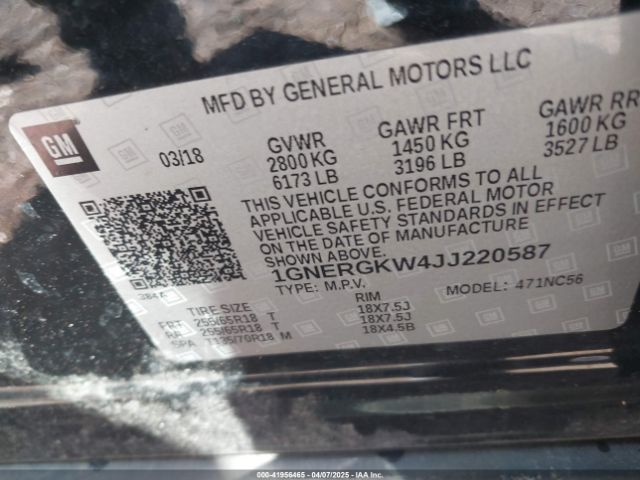 MFD BY GENERAL MOTORS LLC
GM
03/18
GVWR GAWR FRT GAWR RR
2800 KG 1450 KG 1600 KG
6173 LB 3196 LB 3527 LB
THIS VEHICLE CONFORMS TO ALL
APPLICABLE U.S. FEDERAL MOTOR
VEHICLE SAFETY STANDARDS IN EFFECT
ON THE DATE OF MANUFACTURE
SHOWN ABOVE.
1GNERGKW4JJ220587
TYPE: M.P.V. MODEL: 471NC56
TIRE SIZE RIM
FRT 255/65R18 T 18X7.5J
RA 255/65R18 T 18X7.5J
SPA T135/70R18 M 18X4.5B
00-41956465 - 04/07/2025 - IAA